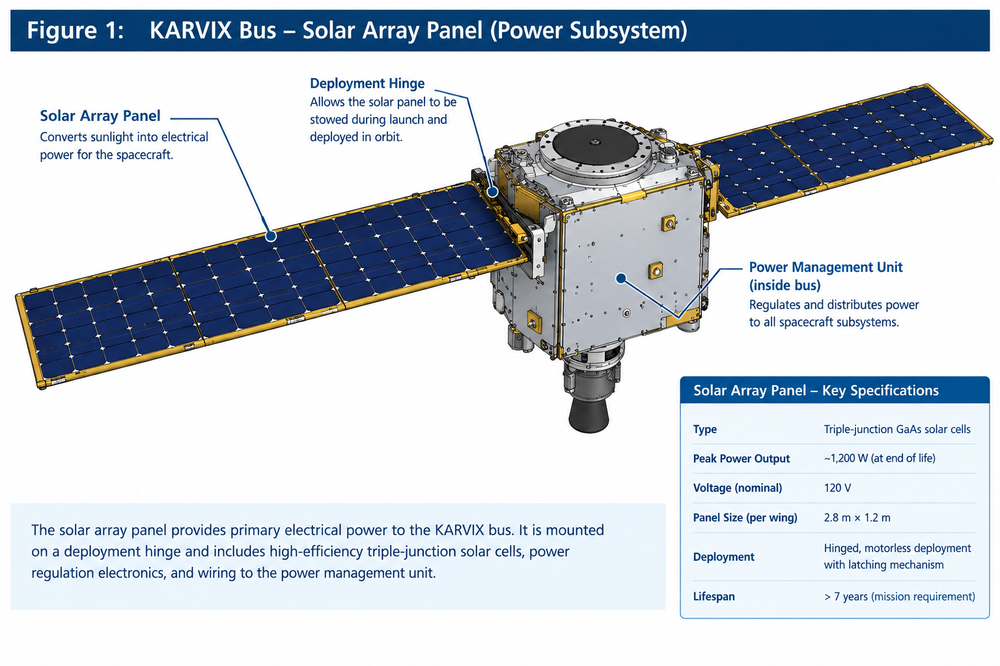 Figure 1: KARVIX Bus – Solar Array Panel (Power Subsystem)
Deployment Hinge
Allows the solar panel to be
stowed during launch and
deployed in orbit.
Solar Array Panel
Converts sunlight into electrical
power for the spacecraft.
Power Management Unit
(inside bus)
Regulates and distributes power
to all spacecraft subsystems.
Solar Array Panel – Key Specifications
Type Triple-junction GaAs solar cells
Peak Power Output ~1,200 W (at end of life)
Voltage (nominal) 120 V
Panel Size (per wing) 2.8 m × 1.2 m
Deployment Hinged, motorless deployment
with latching mechanism
Lifespan > 7 years (mission requirement)
The solar array panel provides primary electrical power to the KARVIX bus. It is mounted
on a deployment hinge and includes high-efficiency triple-junction solar cells, power
regulation electronics, and wiring to the power management unit.